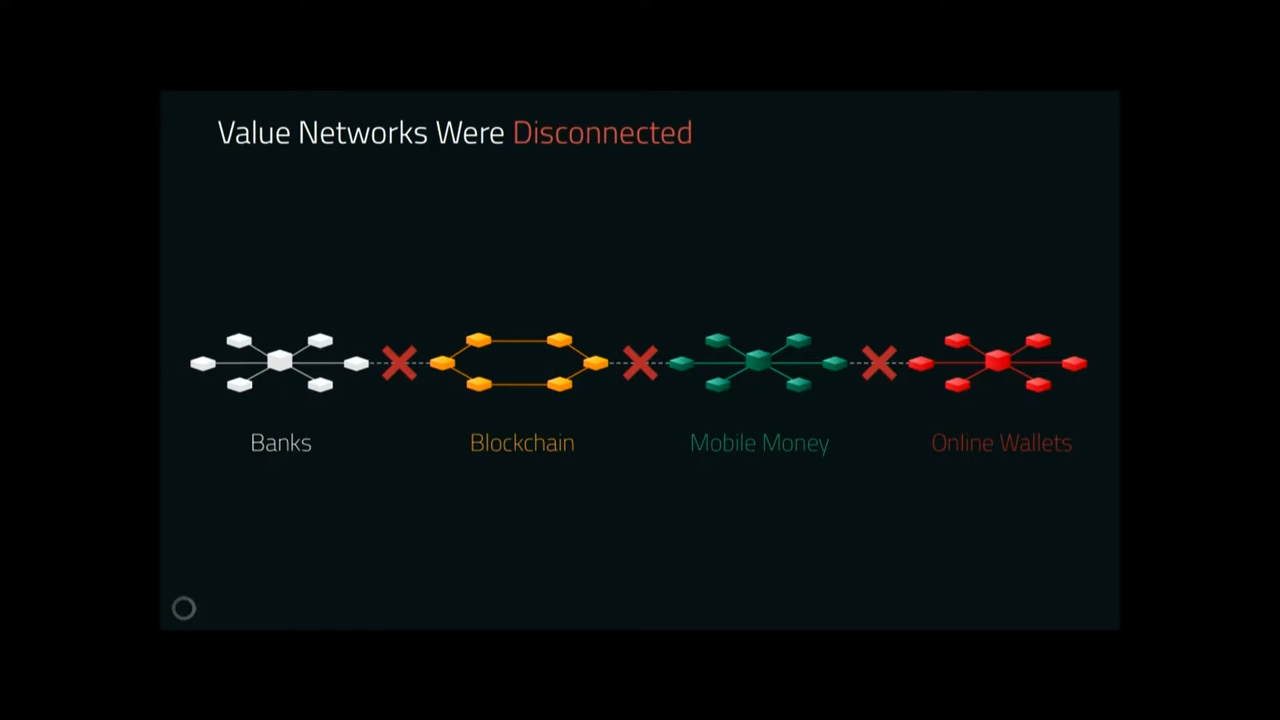 Value Networks Were Disconnected
Banks
Blockchain
Mobile Money
Online Wallets